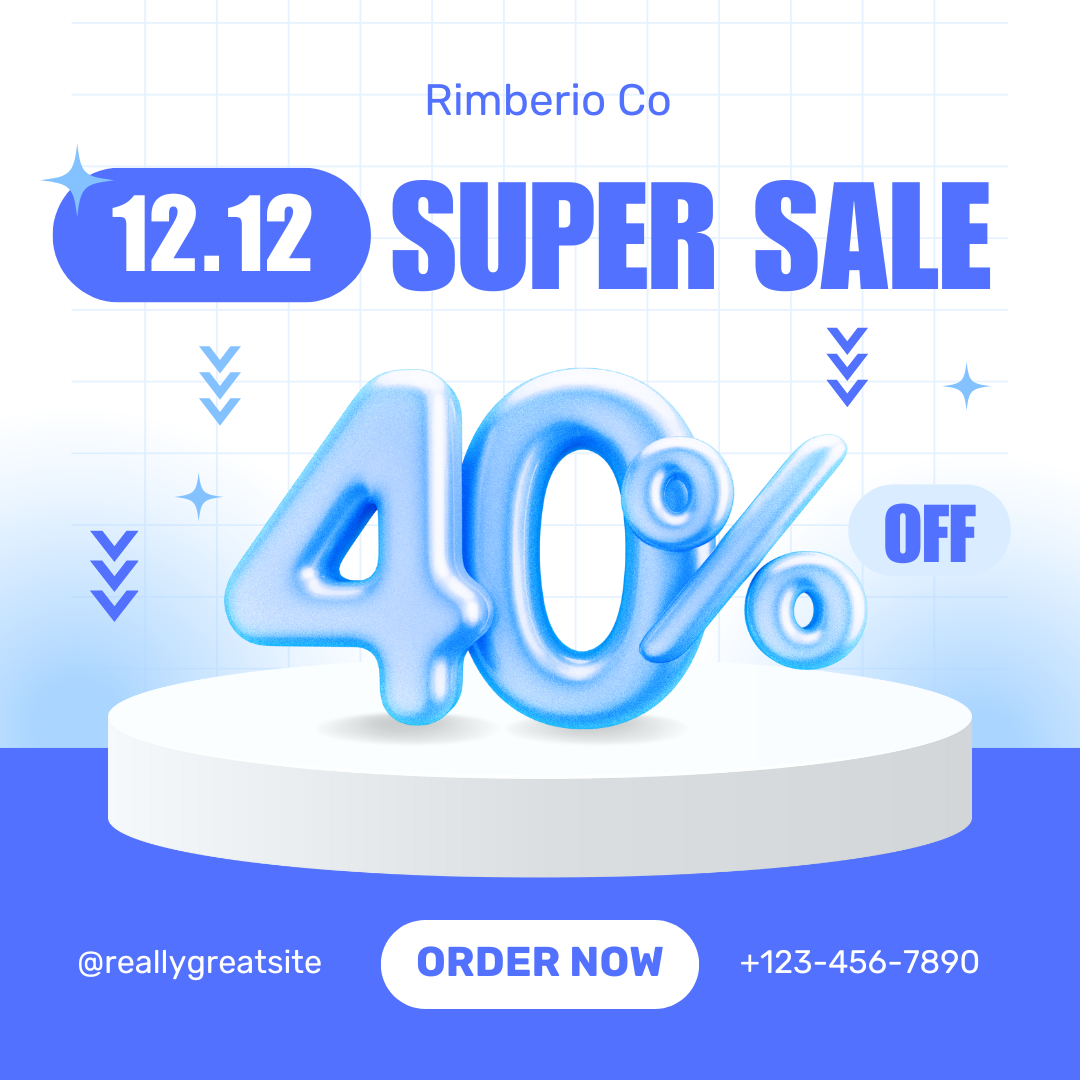 Rimberio Co
12.12 SUPER SALE
40%
OFF
@reallygreatsite
ORDER NOW
+123-456-7890